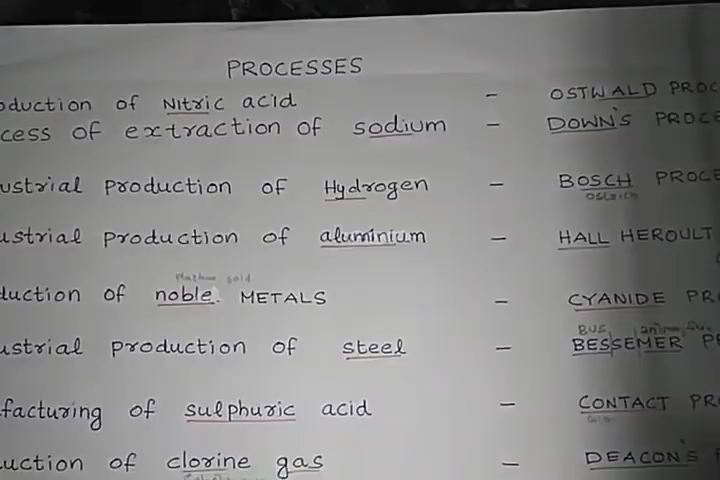 PROCESSES
oduction of Nitric acid - OSTWALD PROC
cess of extraction of sodium - DOWN'S PROCE
ustrial production of Hydrogen - BOSCH PROCE
ustrial production of aluminium - HALL HEROULT
duction of noble METALS - CYANIDE PR
BUS
ustrial production of steel - BESSEMER P
facturing of sulphuric acid - CONTACT PR
uction of clorine gas - DEACON'S